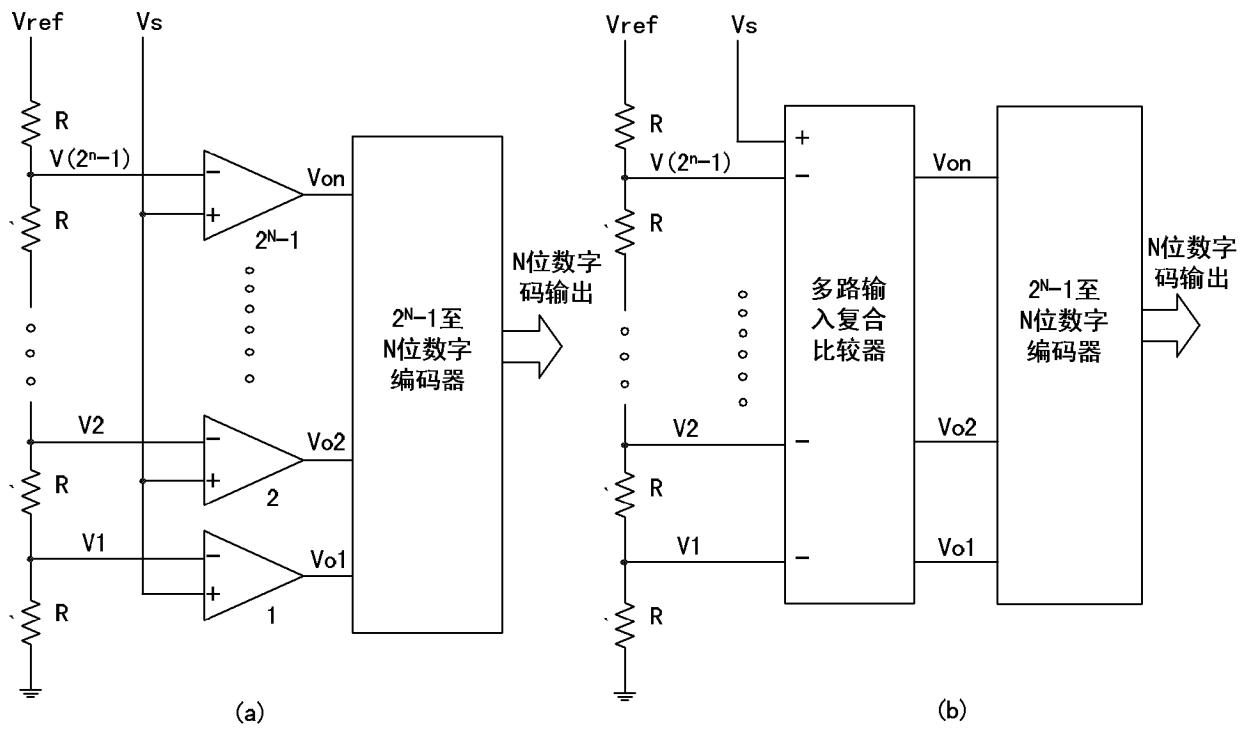 Vref
Vs
R
V(2ⁿ-1)
-
+
Von
2ᴺ-1
R
N位数字
码输出
2ᴺ-1至
N位数字
编码器
V2
-
+
Vo2
2
R
V1
-
+
Vo1
1
R
(a)
Vref
Vs
R
+
V(2ⁿ-1)
-
Von
R
多路输
入复合
比较器
2ᴺ-1至
N位数字
编码器
N位数字
码输出
V2
-
Vo2
R
V1
-
Vo1
R
(b)